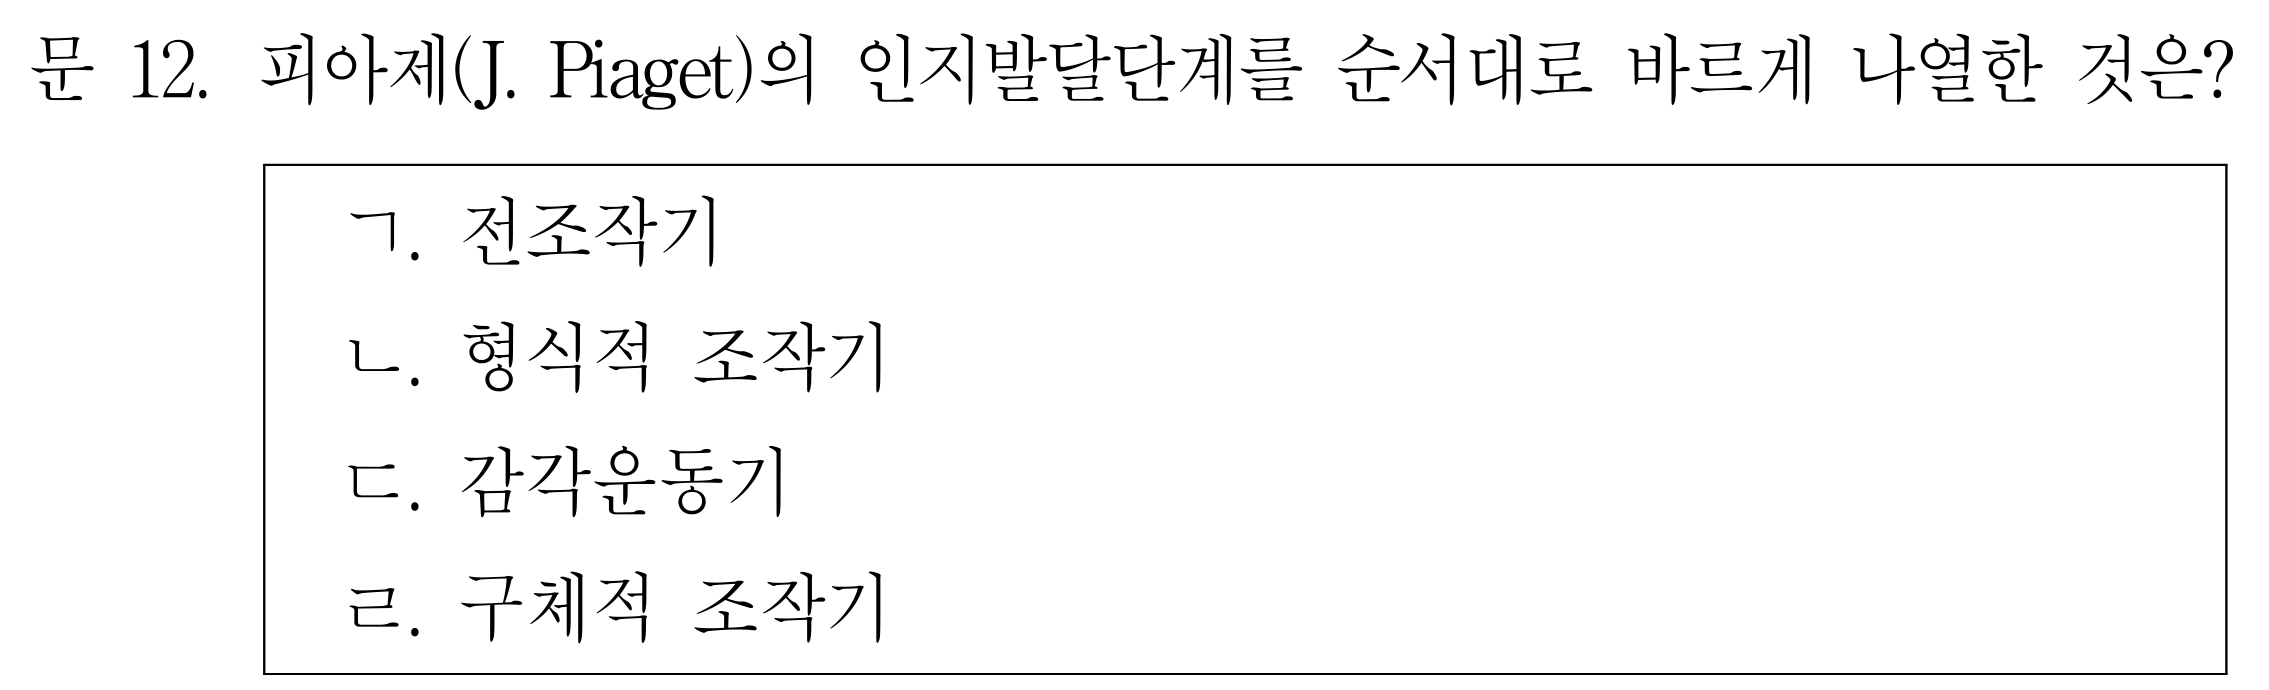 문 12. 피아제(J. Piaget)의 인지발달단계를 순서대로 바르게 나열한 것은?
ㄱ. 전조작기
ㄴ. 형식적 조작기
ㄷ. 감각운동기
ㄹ. 구체적 조작기